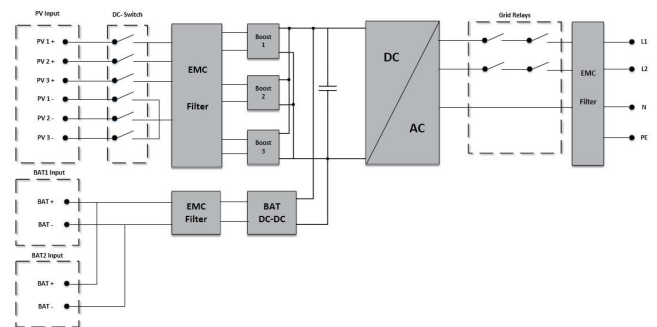 PV Input
DC- Switch
Grid Relays
PV 1 +
PV 2 +
PV 3 +
PV 1 -
PV 2 -
PV 3 -
EMC
Filter
Boost
1
Boost
2
Boost
3
DC
AC
EMC
Filter
L1
L2
N
PE
BAT1 Input
BAT +
BAT -
EMC
Filter
BAT
DC-DC
BAT2 Input
BAT +
BAT -